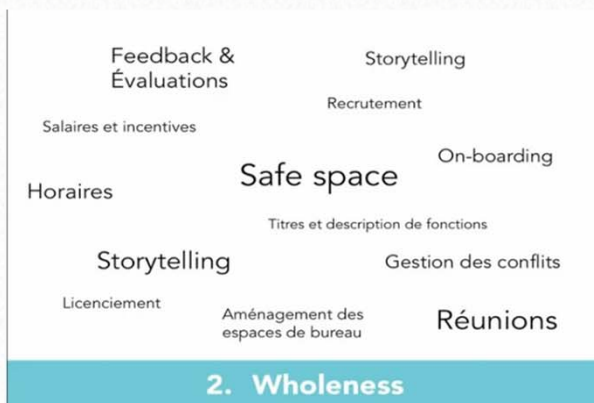 Feedback &
Évaluations
Storytelling
Recrutement
Salaires et incentives
On-boarding
Safe space
Horaires
Titres et description de fonctions
Storytelling
Gestion des conflits
Licenciement
Aménagement des
espaces de bureau
Réunions
2. Wholeness